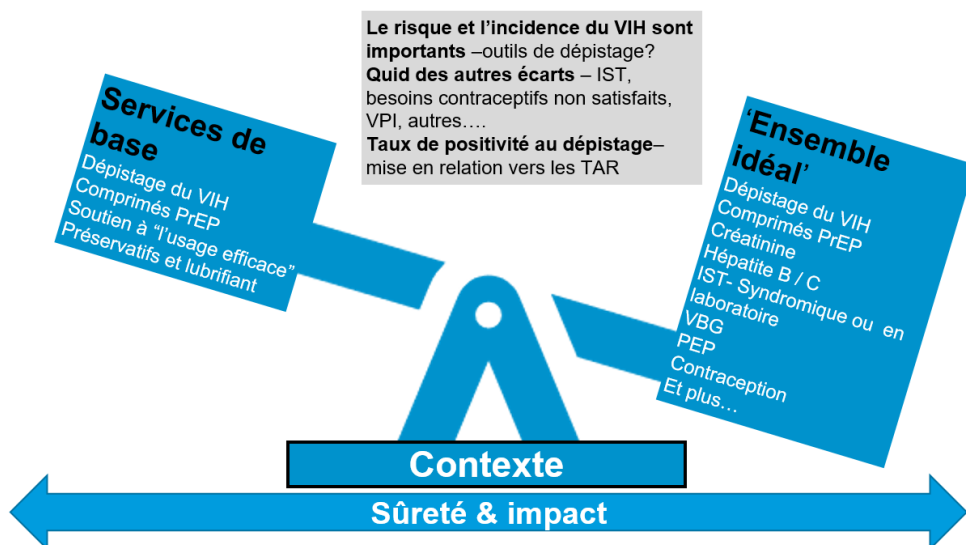 Le risque et l’incidence du VIH sont
importants –outils de dépistage?
Quid des autres écarts – IST,
besoins contraceptifs non satisfaits,
VPI, autres….
Taux de positivité au dépistage–
mise en relation vers les TAR
Services de
base
Dépistage du VIH
Comprimés PrEP
Soutien à “l’usage efficace”
Préservatifs et lubrifiant
‘Ensemble
idéal’
Dépistage du VIH
Comprimés PrEP
Créatinine
Hépatite B / C
IST- Syndromique ou en
laboratoire
VBG
PEP
Contraception
Et plus…
Contexte
Sûreté & impact